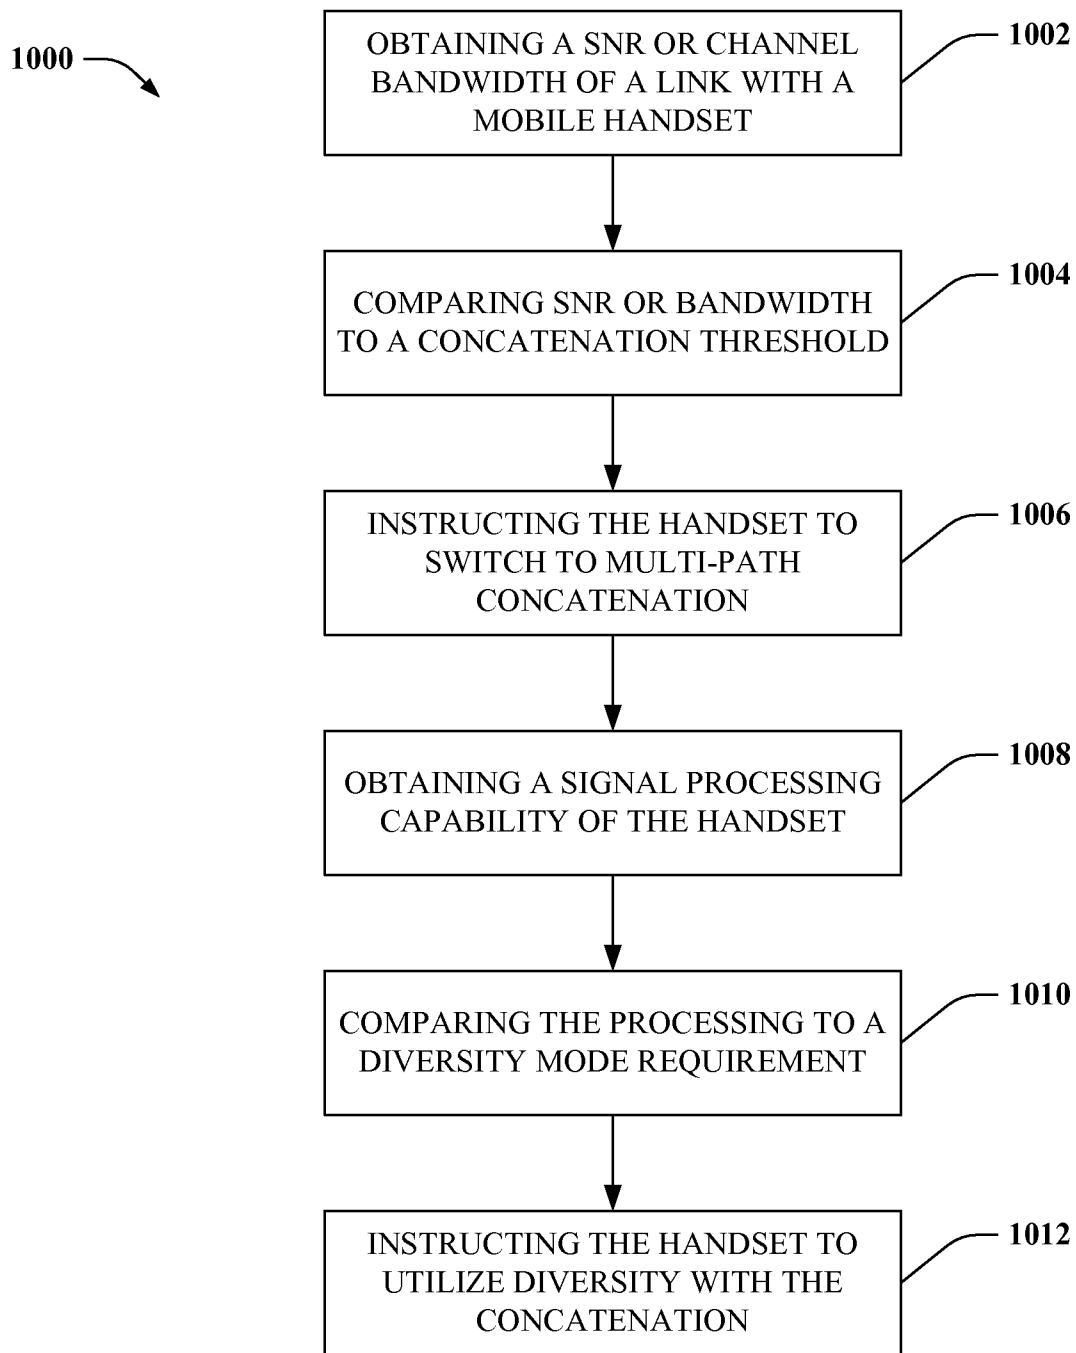 1000
OBTAINING A SNR OR CHANNEL
BANDWIDTH OF A LINK WITH A
MOBILE HANDSET
1002
COMPARING SNR OR BANDWIDTH
TO A CONCATENATION THRESHOLD
1004
INSTRUCTING THE HANDSET TO
SWITCH TO MULTI-PATH
CONCATENATION
1006
OBTAINING A SIGNAL PROCESSING
CAPABILITY OF THE HANDSET
1008
COMPARING THE PROCESSING TO A
DIVERSITY MODE REQUIREMENT
1010
INSTRUCTING THE HANDSET TO
UTILIZE DIVERSITY WITH THE
CONCATENATION
1012